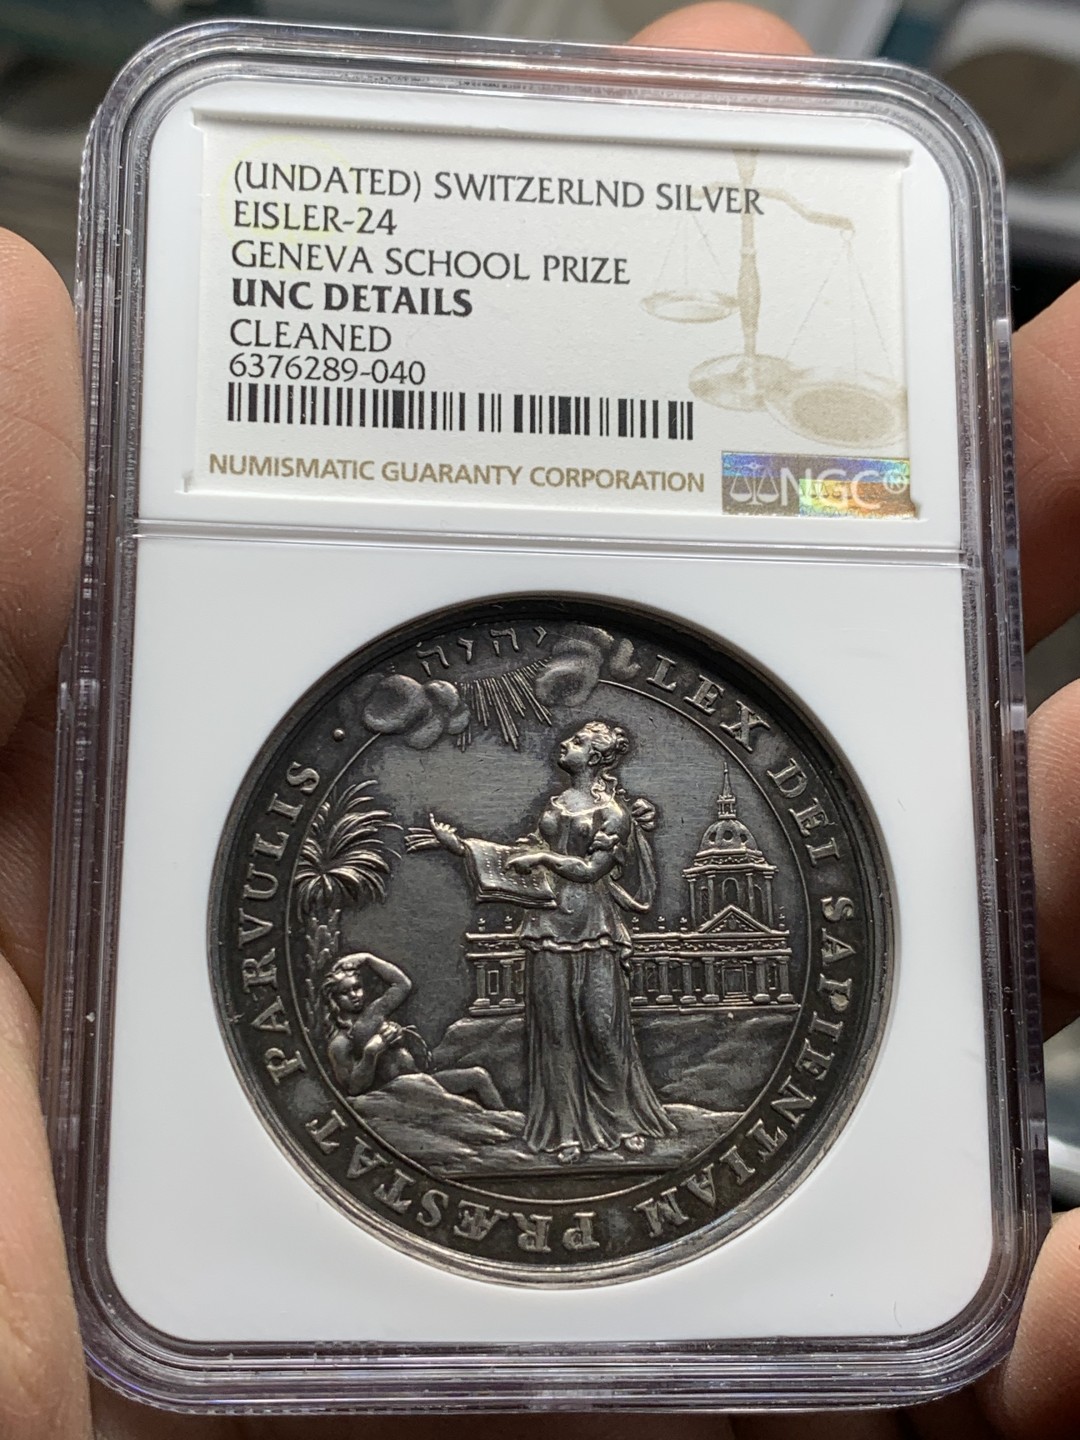 (UNDATED) SWITZERLND SILVER
EISLER-24
GENEVA SCHOOL PRIZE
UNC DETAILS
CLEANED
6376289-040
NUMISMATIC GUARANTY CORPORATION
NGC®
יהוה
LEX DEI SAPIENTIAM PRÆSTAT PARVULIS .